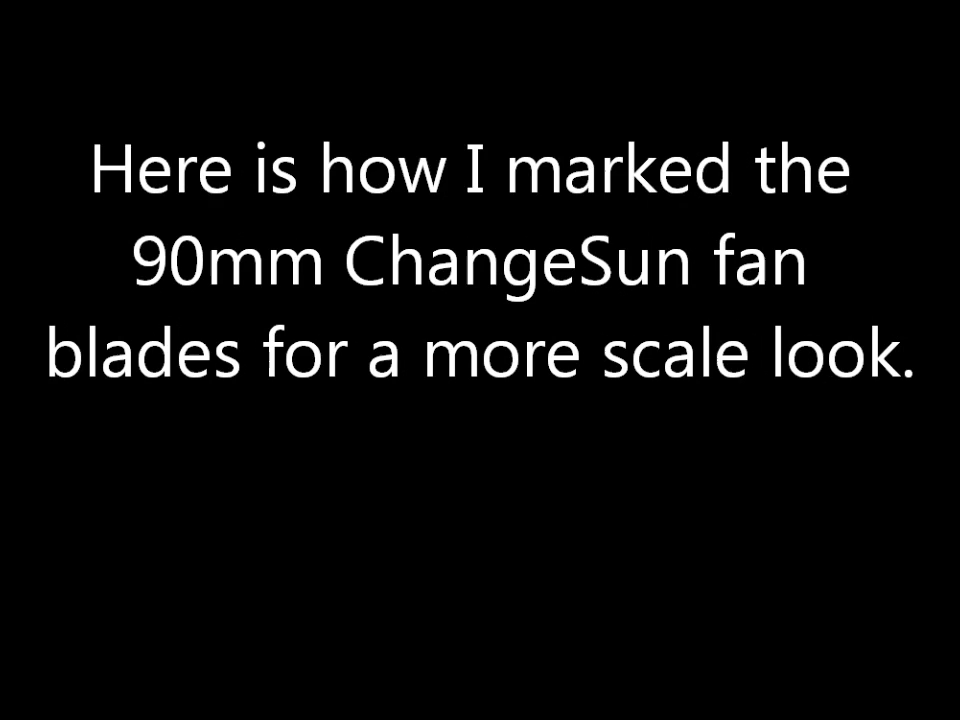 Here is how I marked the
90mm ChangeSun fan
blades for a more scale look.